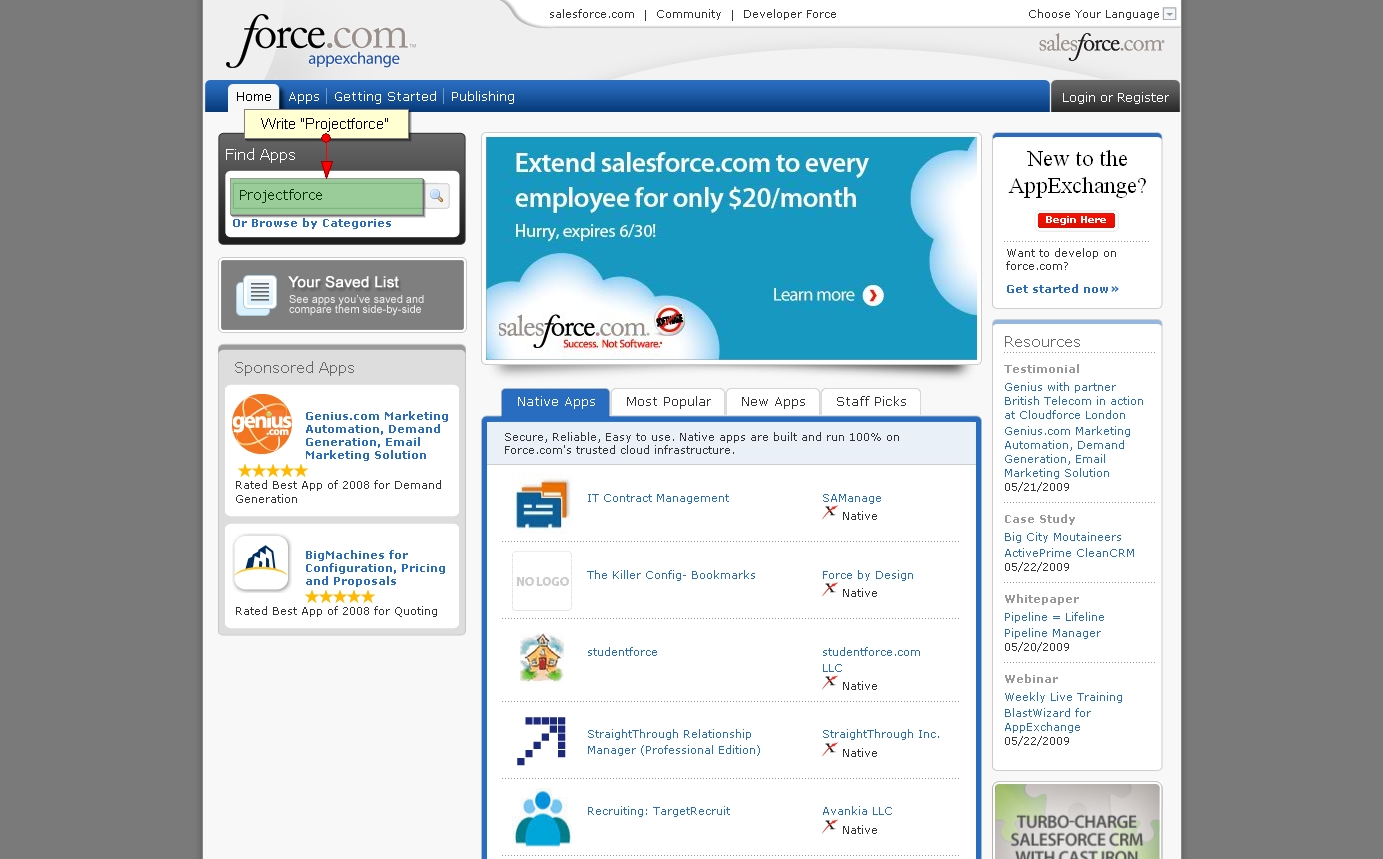 salesforce.com | Community | Developer Force
Choose Your Language
force.com™
appexchange
salesforce.com
Home
Apps
Getting Started
Publishing
Login or Register
Write "Projectforce"
Find Apps
Projectforce
Or Browse by Categories
Your Saved List
See apps you've saved and
compare them side-by-side
Sponsored Apps
genius
.com
Genius.com Marketing
Automation, Demand
Generation, Email
Marketing Solution
Rated Best App of 2008 for Demand
Generation
BigMachines for
Configuration, Pricing
and Proposals
Rated Best App of 2008 for Quoting
Extend salesforce.com to every
employee for only $20/month
Hurry, expires 6/30!
Learn more
salesforce.com.
SOFTWARE
Success. Not Software.
Native Apps
Most Popular
New Apps
Staff Picks
Secure, Reliable, Easy to use. Native apps are built and run 100% on
Force.com's trusted cloud infrastructure.
IT Contract Management
SAManage
Native
NO LOGO
The Killer Config- Bookmarks
Force by Design
Native
studentforce
studentforce.com
LLC
Native
StraightThrough Relationship
Manager (Professional Edition)
StraightThrough Inc.
Native
Recruiting: TargetRecruit
Avankia LLC
Native
New to the
AppExchange?
Begin Here
Want to develop on
force.com?
Get started now»
Resources
Testimonial
Genius with partner
British Telecom in action
at Cloudforce London
Genius.com Marketing
Automation, Demand
Generation, Email
Marketing Solution
05/21/2009
Case Study
Big City Moutaineers
ActivePrime CleanCRM
05/22/2009
Whitepaper
Pipeline = Lifeline
Pipeline Manager
05/20/2009
Webinar
Weekly Live Training
BlastWizard for
AppExchange
05/22/2009
TURBO-CHARGE
SALESFORCE CRM
WITH CAST IRON